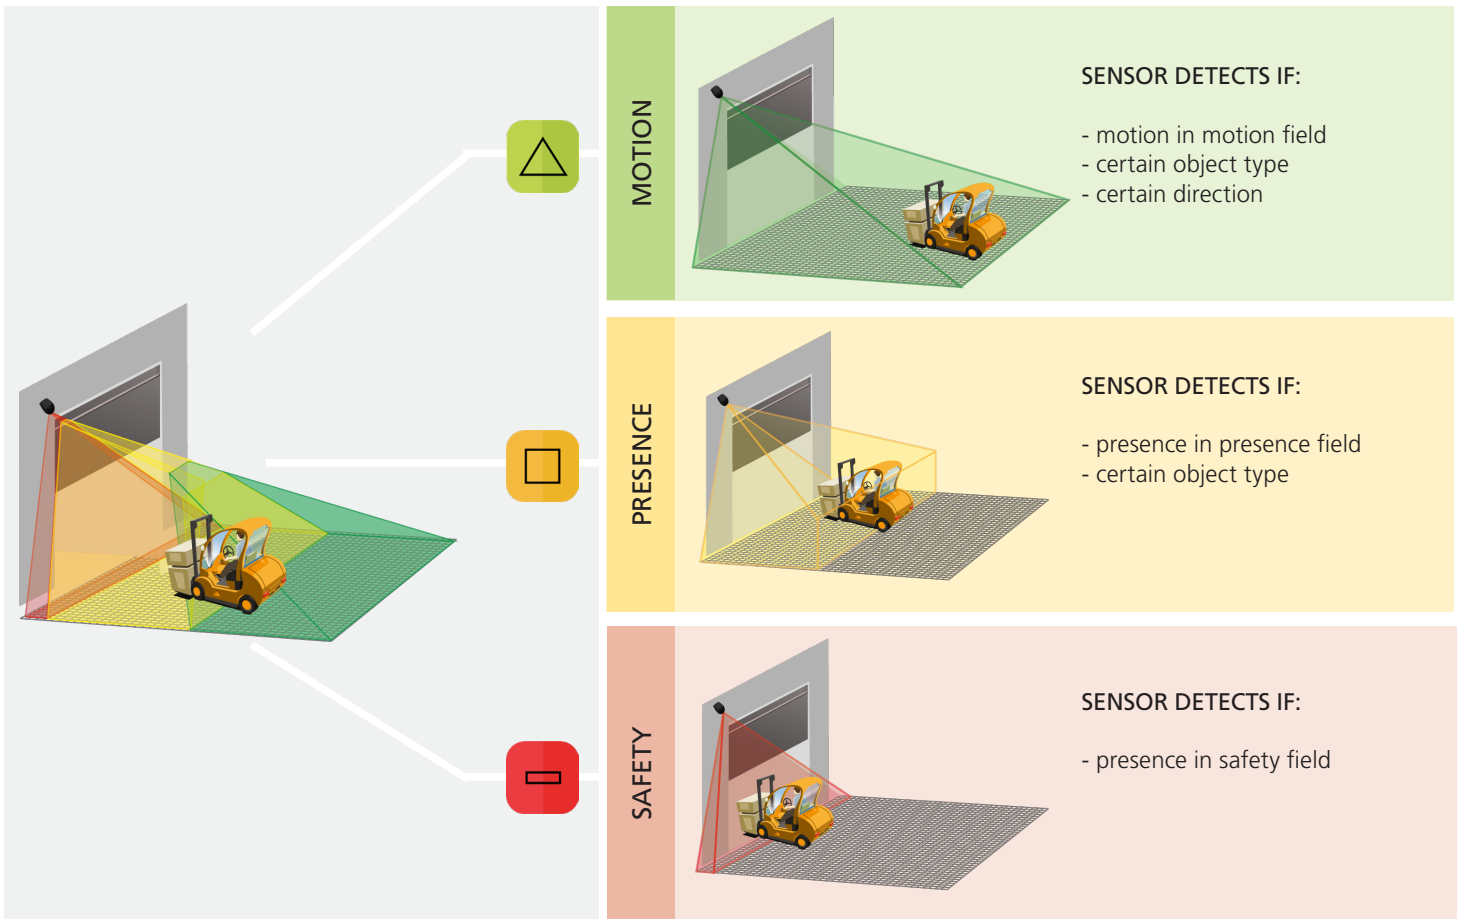 MOTION
SENSOR DETECTS IF:
- motion in motion field
- certain object type
- certain direction
PRESENCE
SENSOR DETECTS IF:
- presence in presence field
- certain object type
SAFETY
SENSOR DETECTS IF:
- presence in safety field